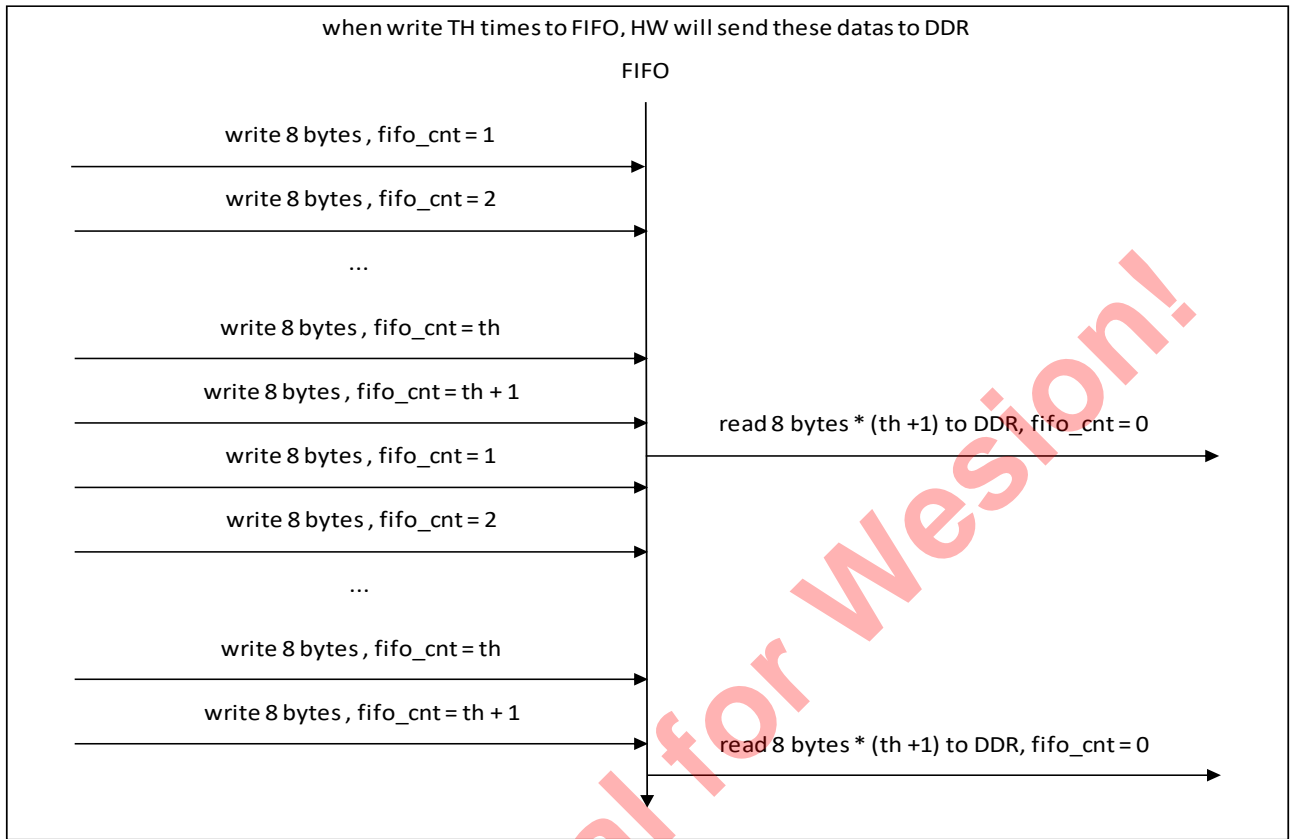 when write TH times to FIFO, HW will send these datas to DDR
FIFO
write 8 bytes , fifo_cnt = 1
write 8 bytes , fifo_cnt = 2
...
write 8 bytes , fifo_cnt = th
write 8 bytes , fifo_cnt = th + 1
read 8 bytes * (th +1) to DDR, fifo_cnt = 0
write 8 bytes , fifo_cnt = 1
write 8 bytes , fifo_cnt = 2
...
write 8 bytes , fifo_cnt = th
write 8 bytes , fifo_cnt = th + 1
read 8 bytes * (th +1) to DDR, fifo_cnt = 0
for Wesion!